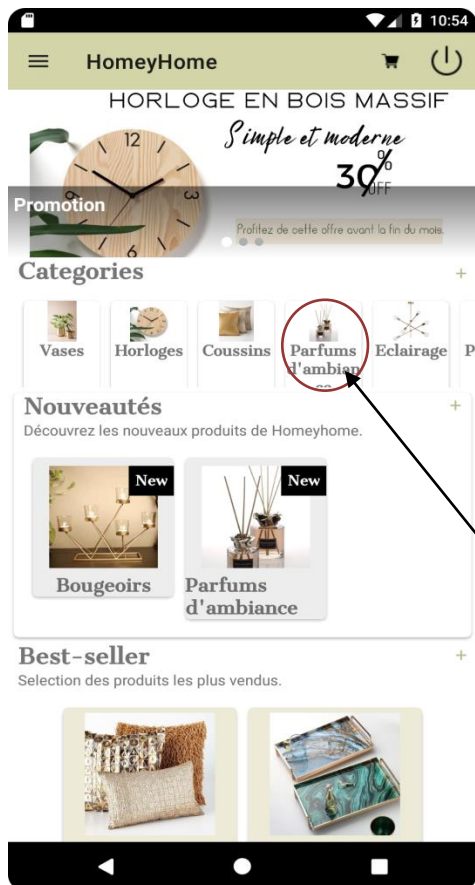 10:54
HomeyHome
HORLOGE EN BOIS MASSIF
Simple et moderne
30% OFF
Promotion
Profitez de cette offre avant la fin du mois.
Categories +
Vases Horloges Coussins Parfums d'ambian Eclairage P
Nouveautés +
Découvrez les nouveaux produits de Homeyhome.
New New
Bougeoirs Parfums
d'ambiance
Best-seller +
Selection des produits les plus vendus.